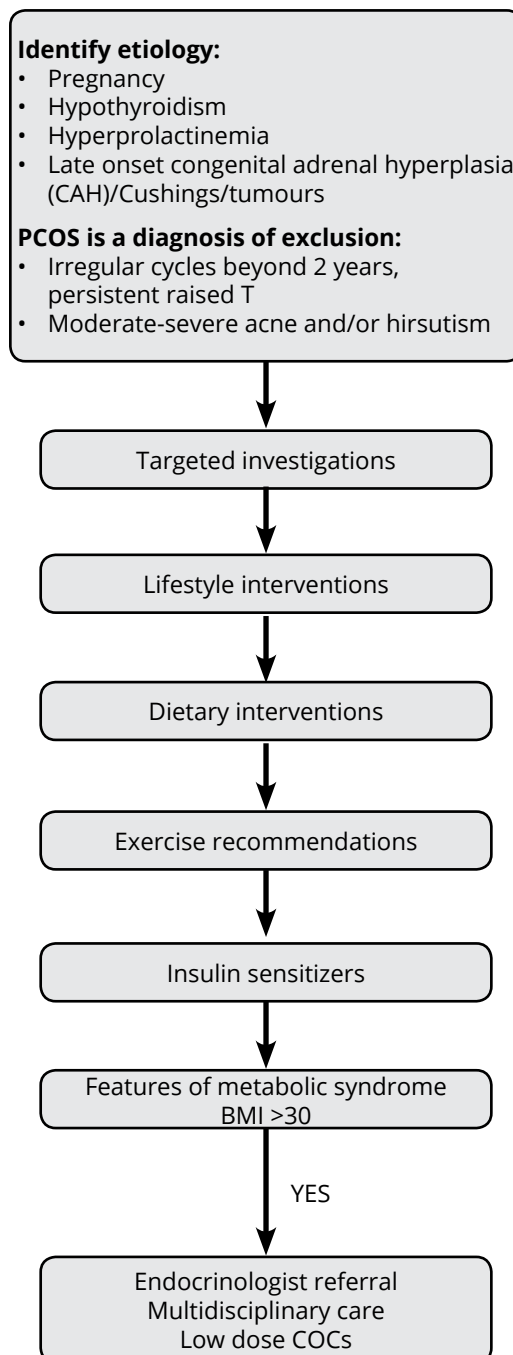 Identify etiology:
• Pregnancy
• Hypothyroidism
• Hyperprolactinemia
• Late onset congenital adrenal hyperplasia
(CAH)/Cushings/tumours
PCOS is a diagnosis of exclusion:
• Irregular cycles beyond 2 years,
persistent raised T
• Moderate-severe acne and/or hirsutism
Targeted investigations
Lifestyle interventions
Dietary interventions
Exercise recommendations
Insulin sensitizers
Features of metabolic syndrome
BMI >30
YES
Endocrinologist referral
Multidisciplinary care
Low dose COCs